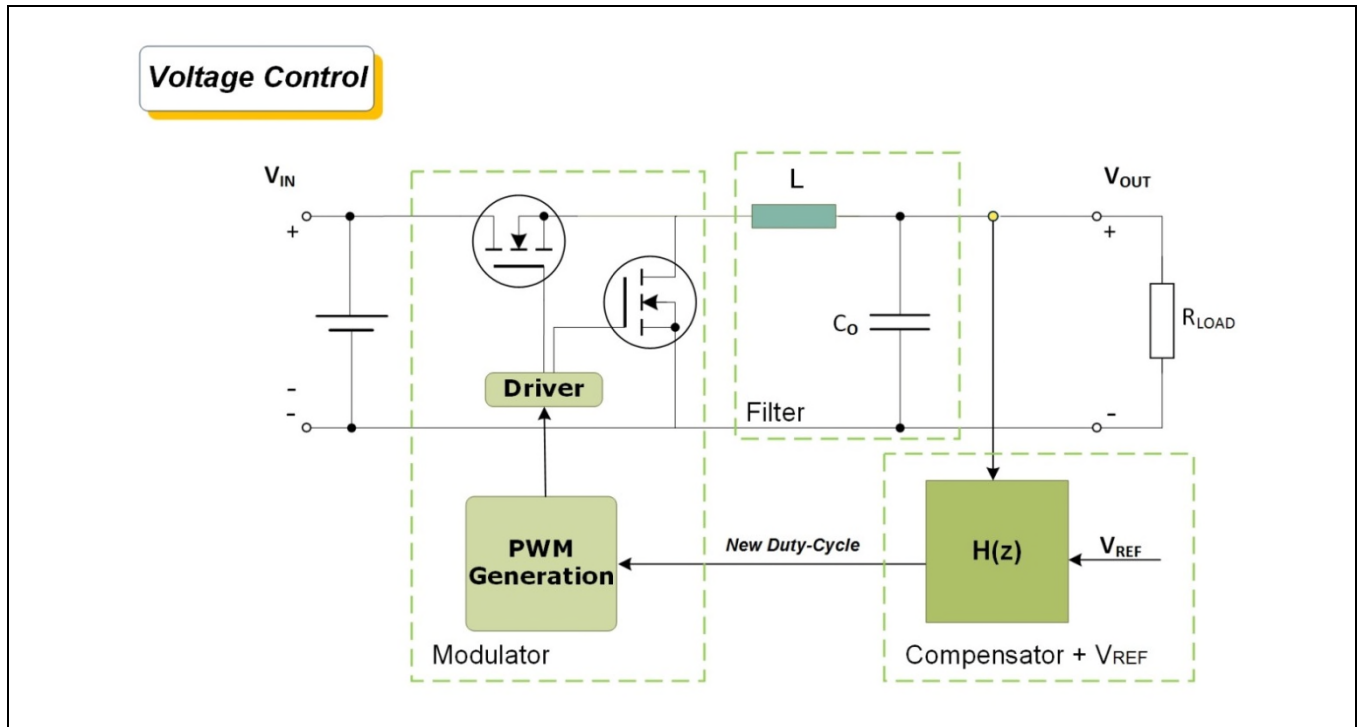 Voltage Control
VIN
+
-
-
L
VOUT
+
-
RLOAD
CO
Driver
Filter
PWM
Generation
New Duty-Cycle
H(z)
VREF
Modulator
Compensator + VREF